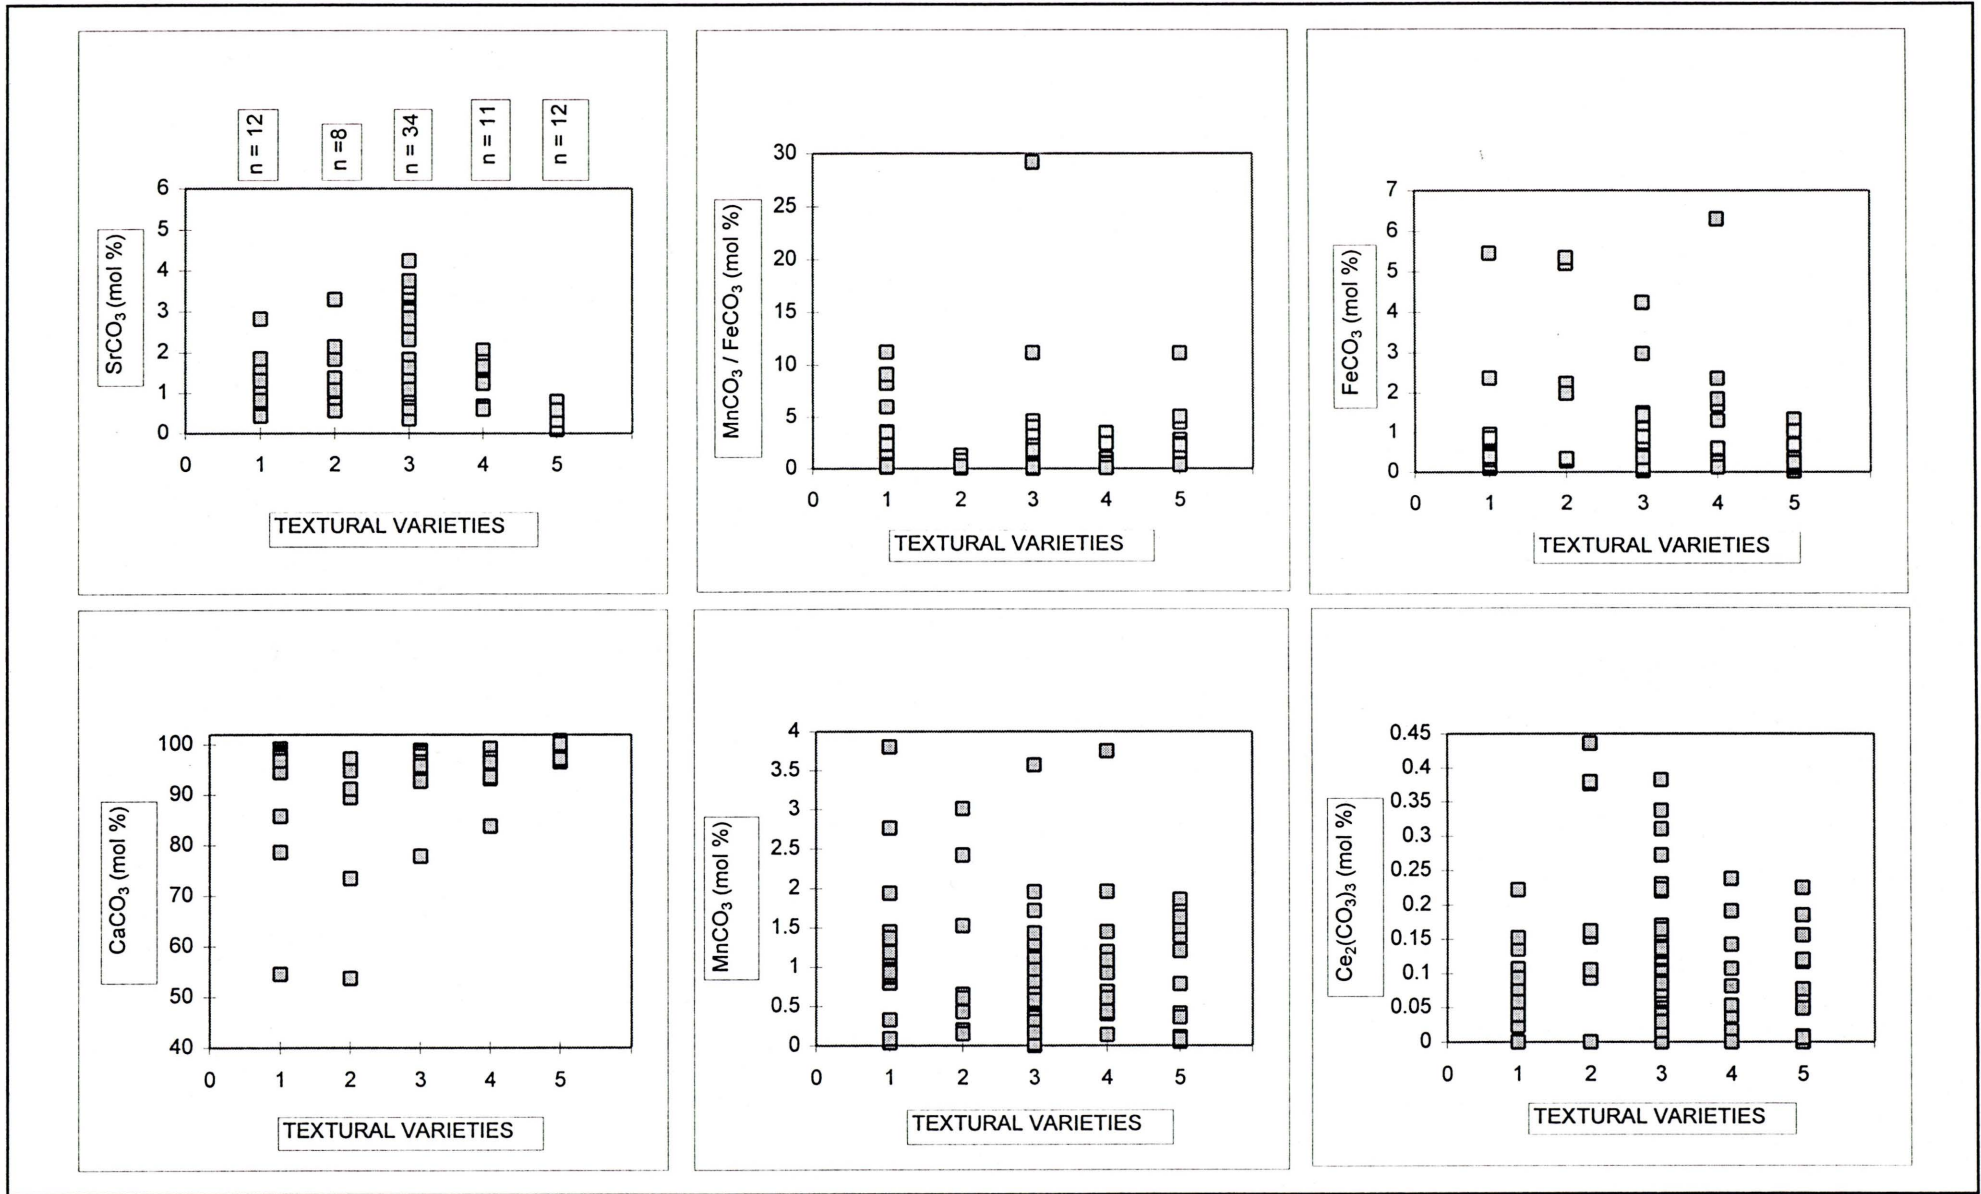 n = 12
n =8
n = 34
n = 11
n = 12
SrCO3 (mol %)
6
5
4
3
2
1
0
0 1 2 3 4 5
TEXTURAL VARIETIES
MnCO3 / FeCO3 (mol %)
30
25
20
15
10
5
0
0 1 2 3 4 5
TEXTURAL VARIETIES
FeCO3 (mol %)
7
6
5
4
3
2
1
0
0 1 2 3 4 5
TEXTURAL VARIETIES
CaCO3 (mol %)
100
90
80
70
60
50
40
0 1 2 3 4 5
TEXTURAL VARIETIES
MnCO3 (mol %)
4
3.5
3
2.5
2
1.5
1
0.5
0
0 1 2 3 4 5
TEXTURAL VARIETIES
Ce2(CO3)3 (mol %)
0.45
0.4
0.35
0.3
0.25
0.2
0.15
0.1
0.05
0
0 1 2 3 4 5
TEXTURAL VARIETIES